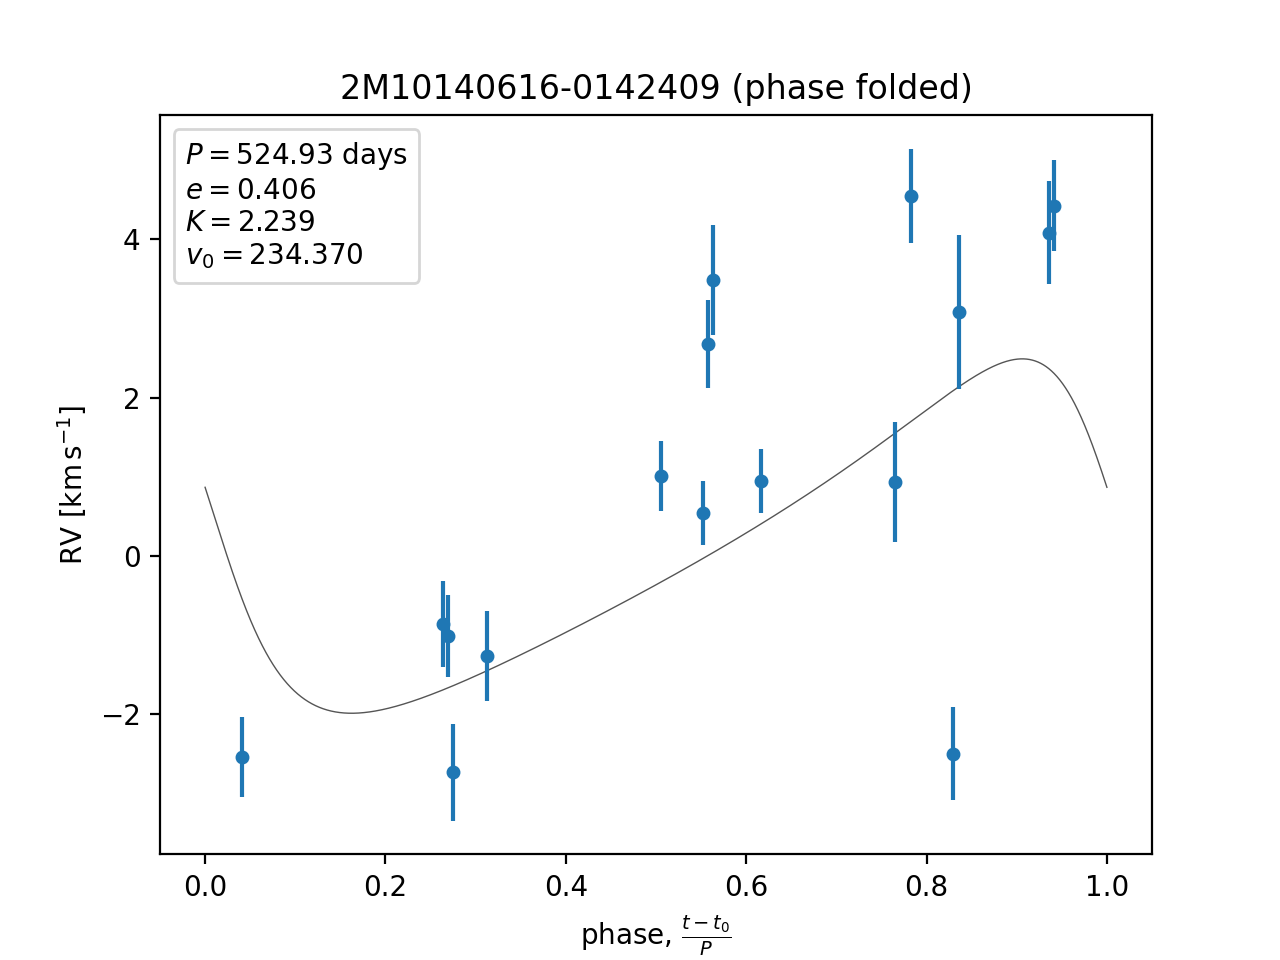 2M10140616-0142409 (phase folded)
P = 524.93 days
e = 0.406
K = 2.239
v₀ = 234.370
4
2
0
−2
RV [km s⁻¹]
0.0 0.2 0.4 0.6 0.8 1.0
phase, (t − t₀)/P